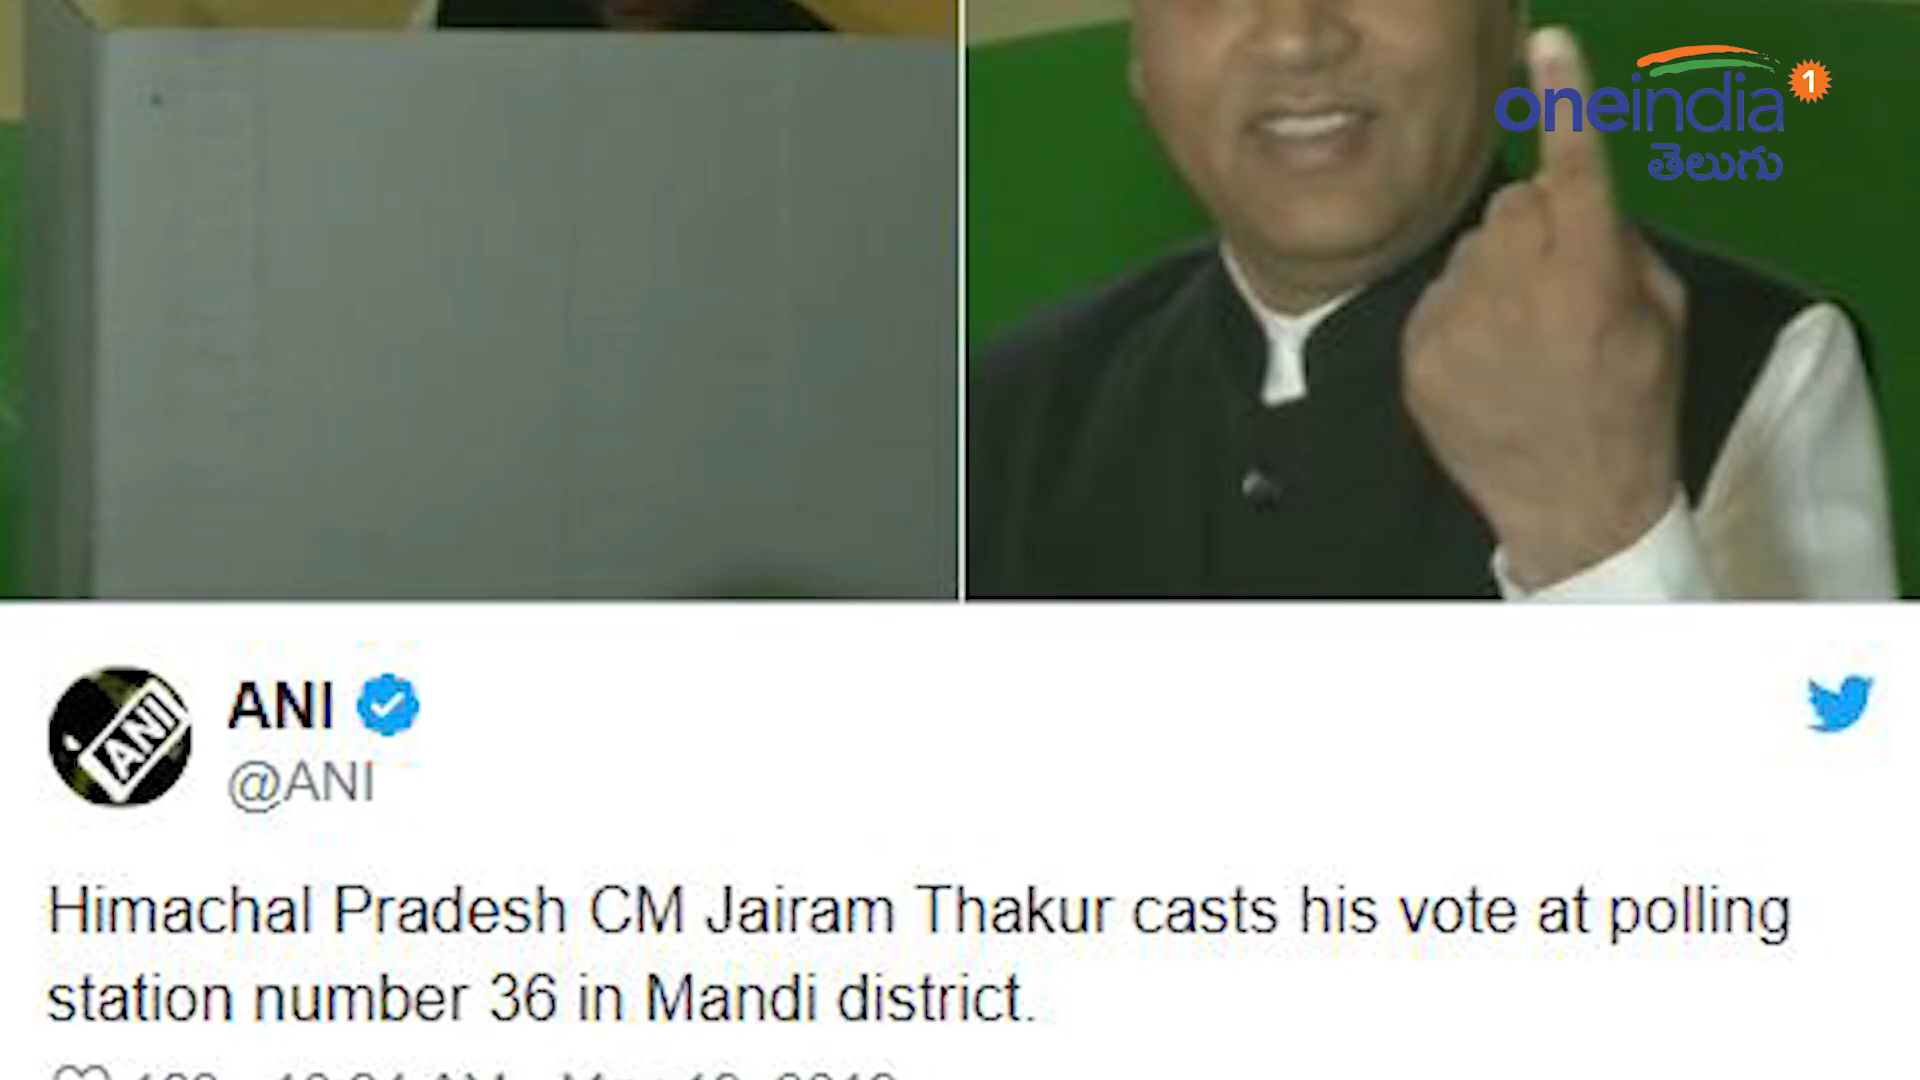 oneindia 1
తెలుగు
ANI
ANI
@ANI
Himachal Pradesh CM Jairam Thakur casts his vote at polling
station number 36 in Mandi district.